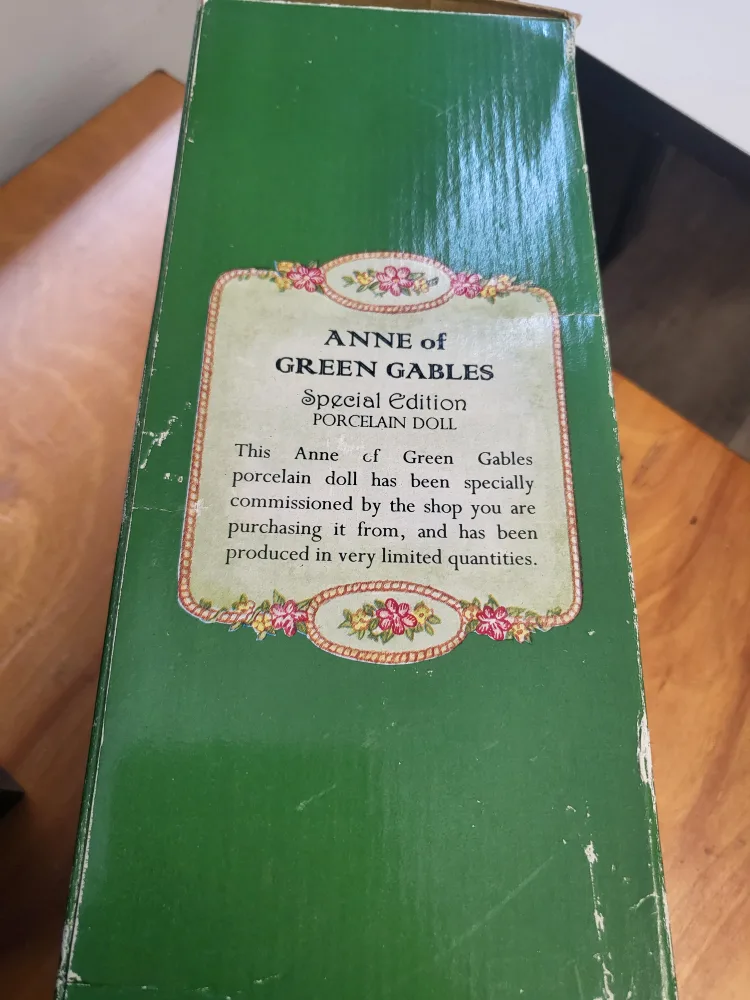 ANNE of
GREEN GABLES
Special Edition
PORCELAIN DOLL
This Anne of Green Gables
porcelain doll has been specially
commissioned by the shop you are
purchasing it from, and has been
produced in very limited quantities.